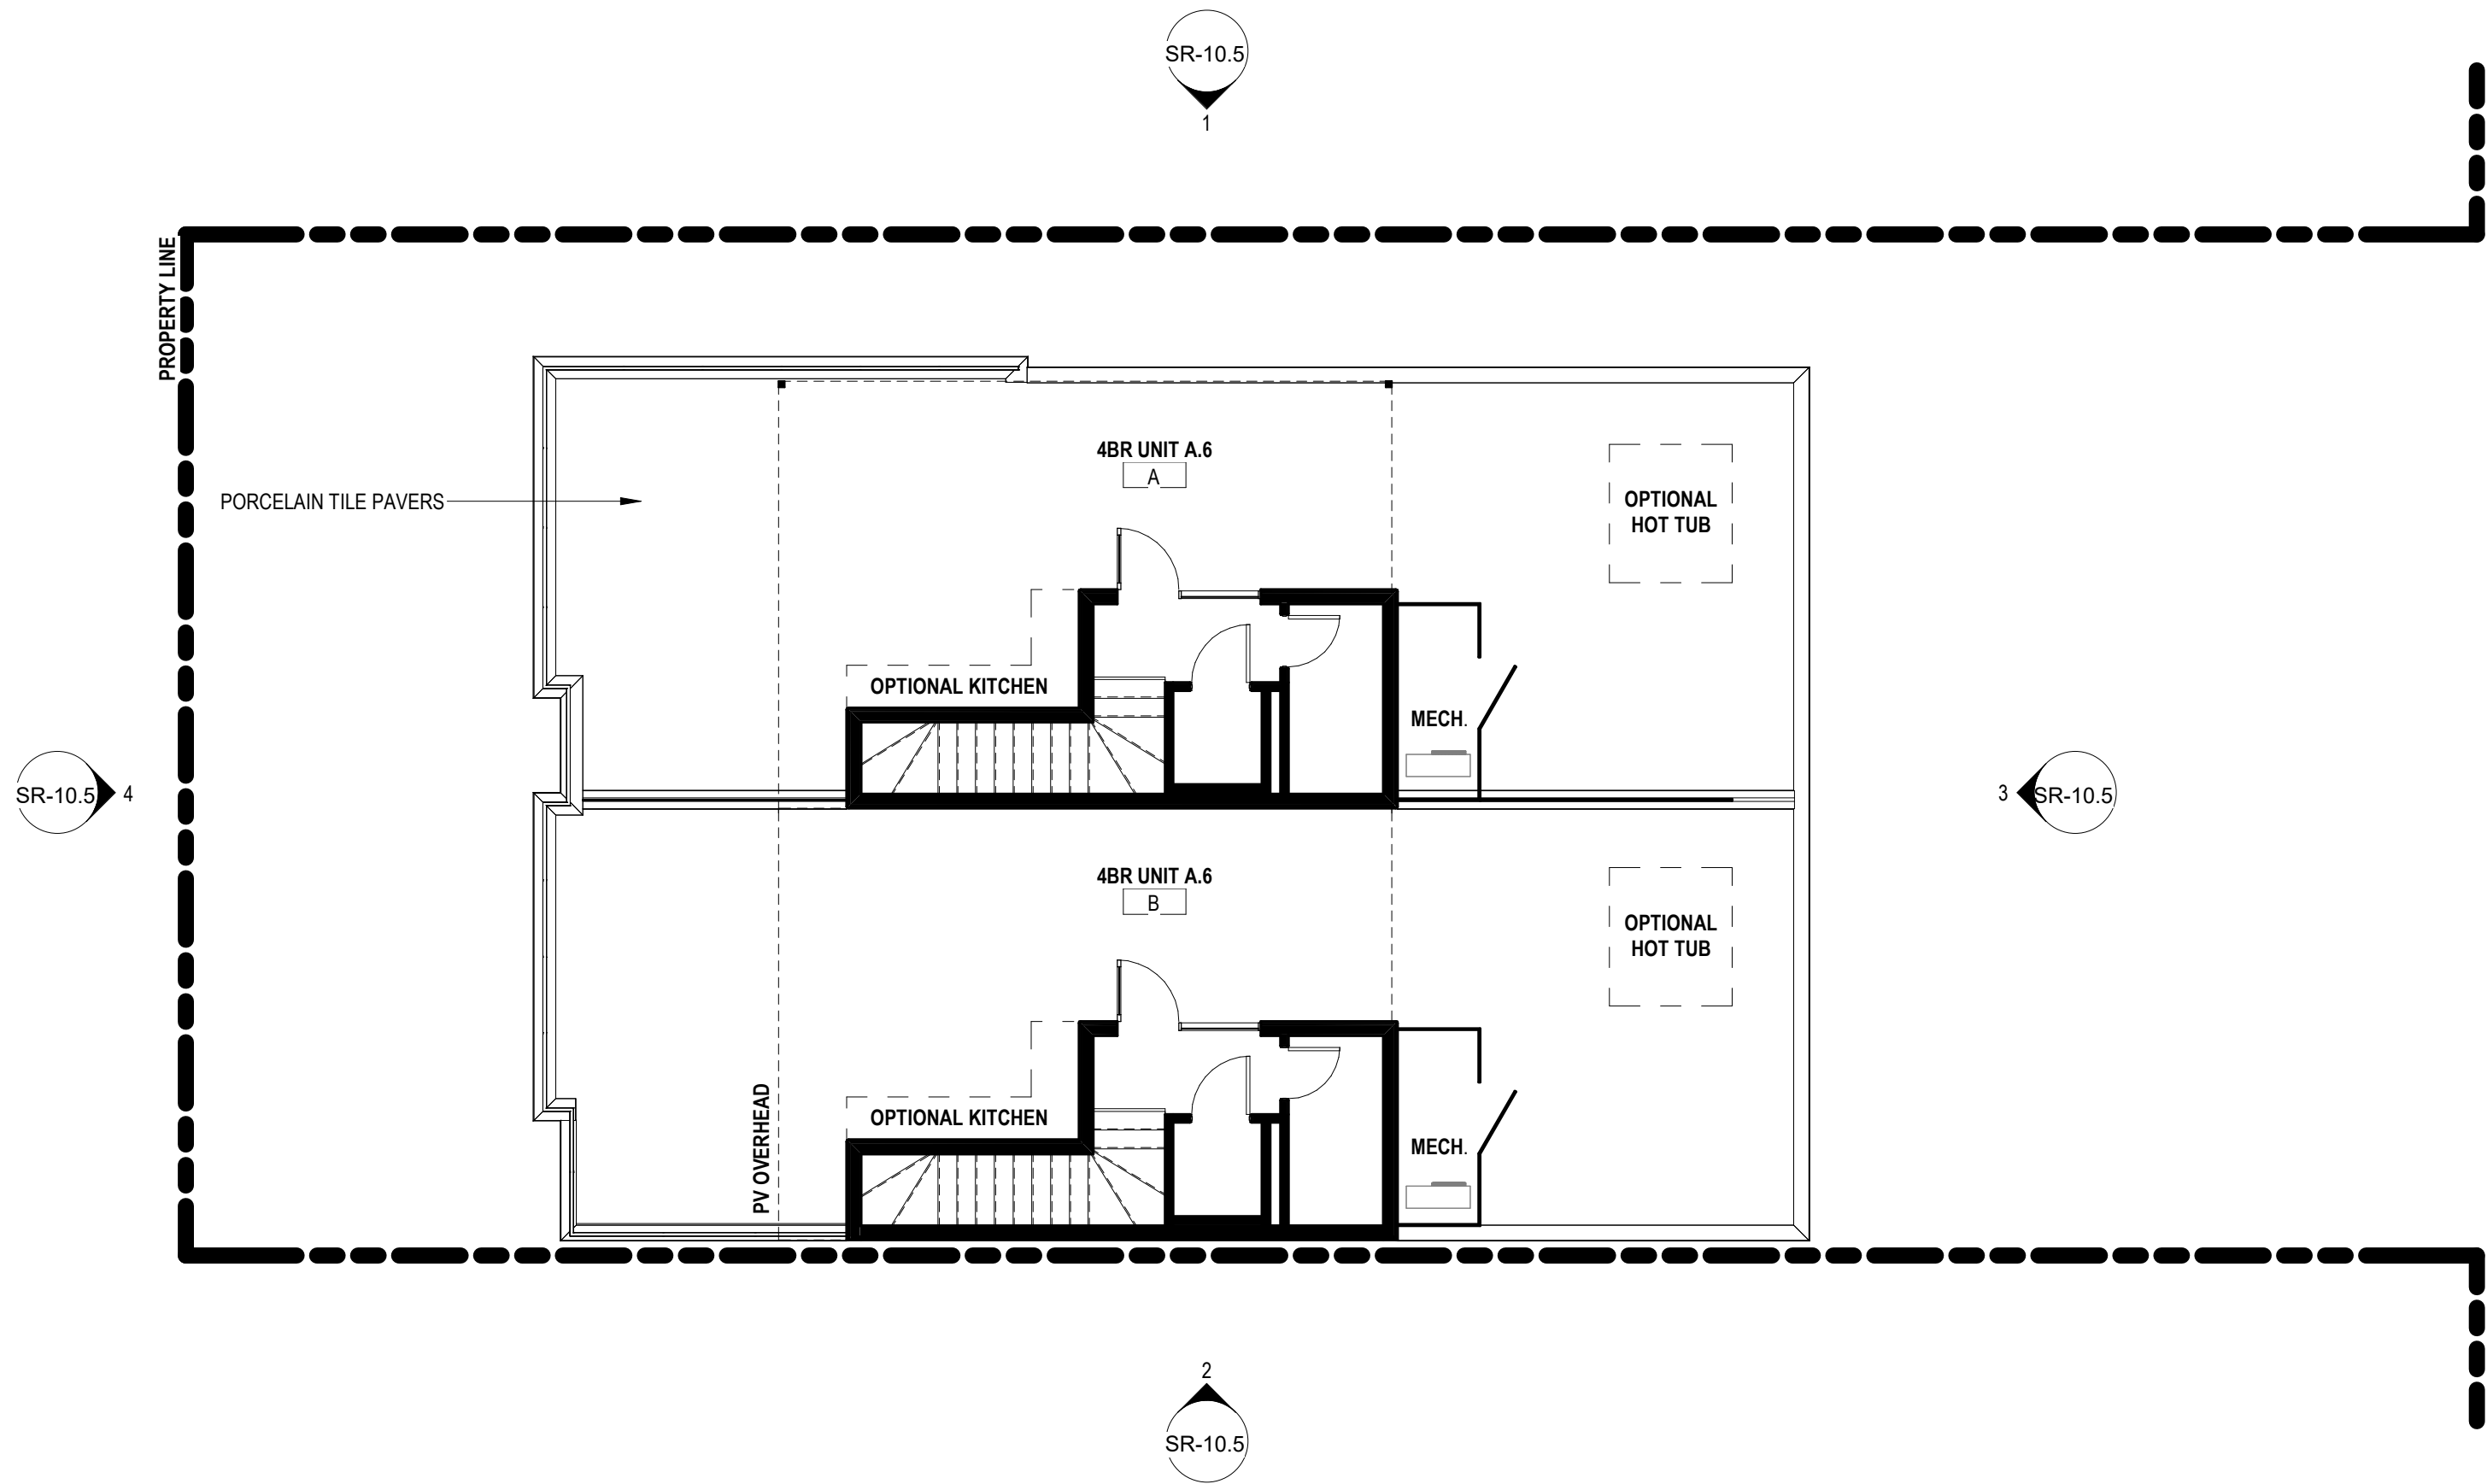 SR-10.5
1
PROPERTY LINE
4BR UNIT A.6
A
PORCELAIN TILE PAVERS
OPTIONAL
HOT TUB
OPTIONAL KITCHEN
MECH.
SR-10.5
4
3
SR-10.5
4BR UNIT A.6
B
OPTIONAL
HOT TUB
PV OVERHEAD
OPTIONAL KITCHEN
MECH.
2
SR-10.5